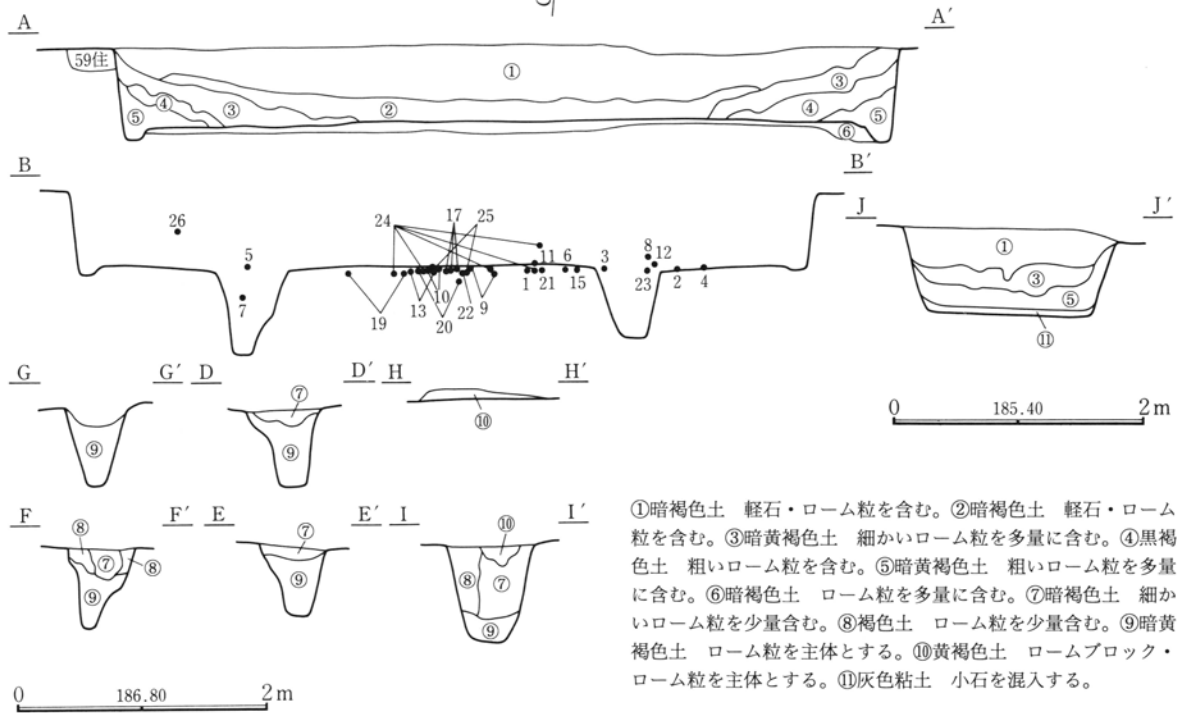 A A′
59住
① ② ③ ④ ⑤ ③ ④ ⑤ ⑥
B B′
26 5 7 24 17 25 11 6 3 8 12
19 13 10 20 22 9 1 21 15 23 2 4
J J′
① ③ ⑤ ⑪
G G′ D D′ H H′
⑨ ⑦ ⑨ ⑩
0 185.40 2m
F F′ E E′ I I′
⑧ ⑦ ⑧ ⑨ ⑦ ⑨ ⑩ ⑧ ⑦ ⑨
0 186.80 2m
①暗褐色土 軽石・ローム粒を含む。②暗褐色土 軽石・ローム
粒を含む。③暗黄褐色土 細かいローム粒を多量に含む。④黒褐
色土 粗いローム粒を含む。⑤暗黄褐色土 粗いローム粒を多量
に含む。⑥暗褐色土 ローム粒を多量に含む。⑦暗褐色土 細か
いローム粒を少量含む。⑧褐色土 ローム粒を少量含む。⑨暗黄
褐色土 ローム粒を主体とする。⑩黄褐色土 ロームブロック・
ローム粒を主体とする。⑪灰色粘土 小石を混入する。